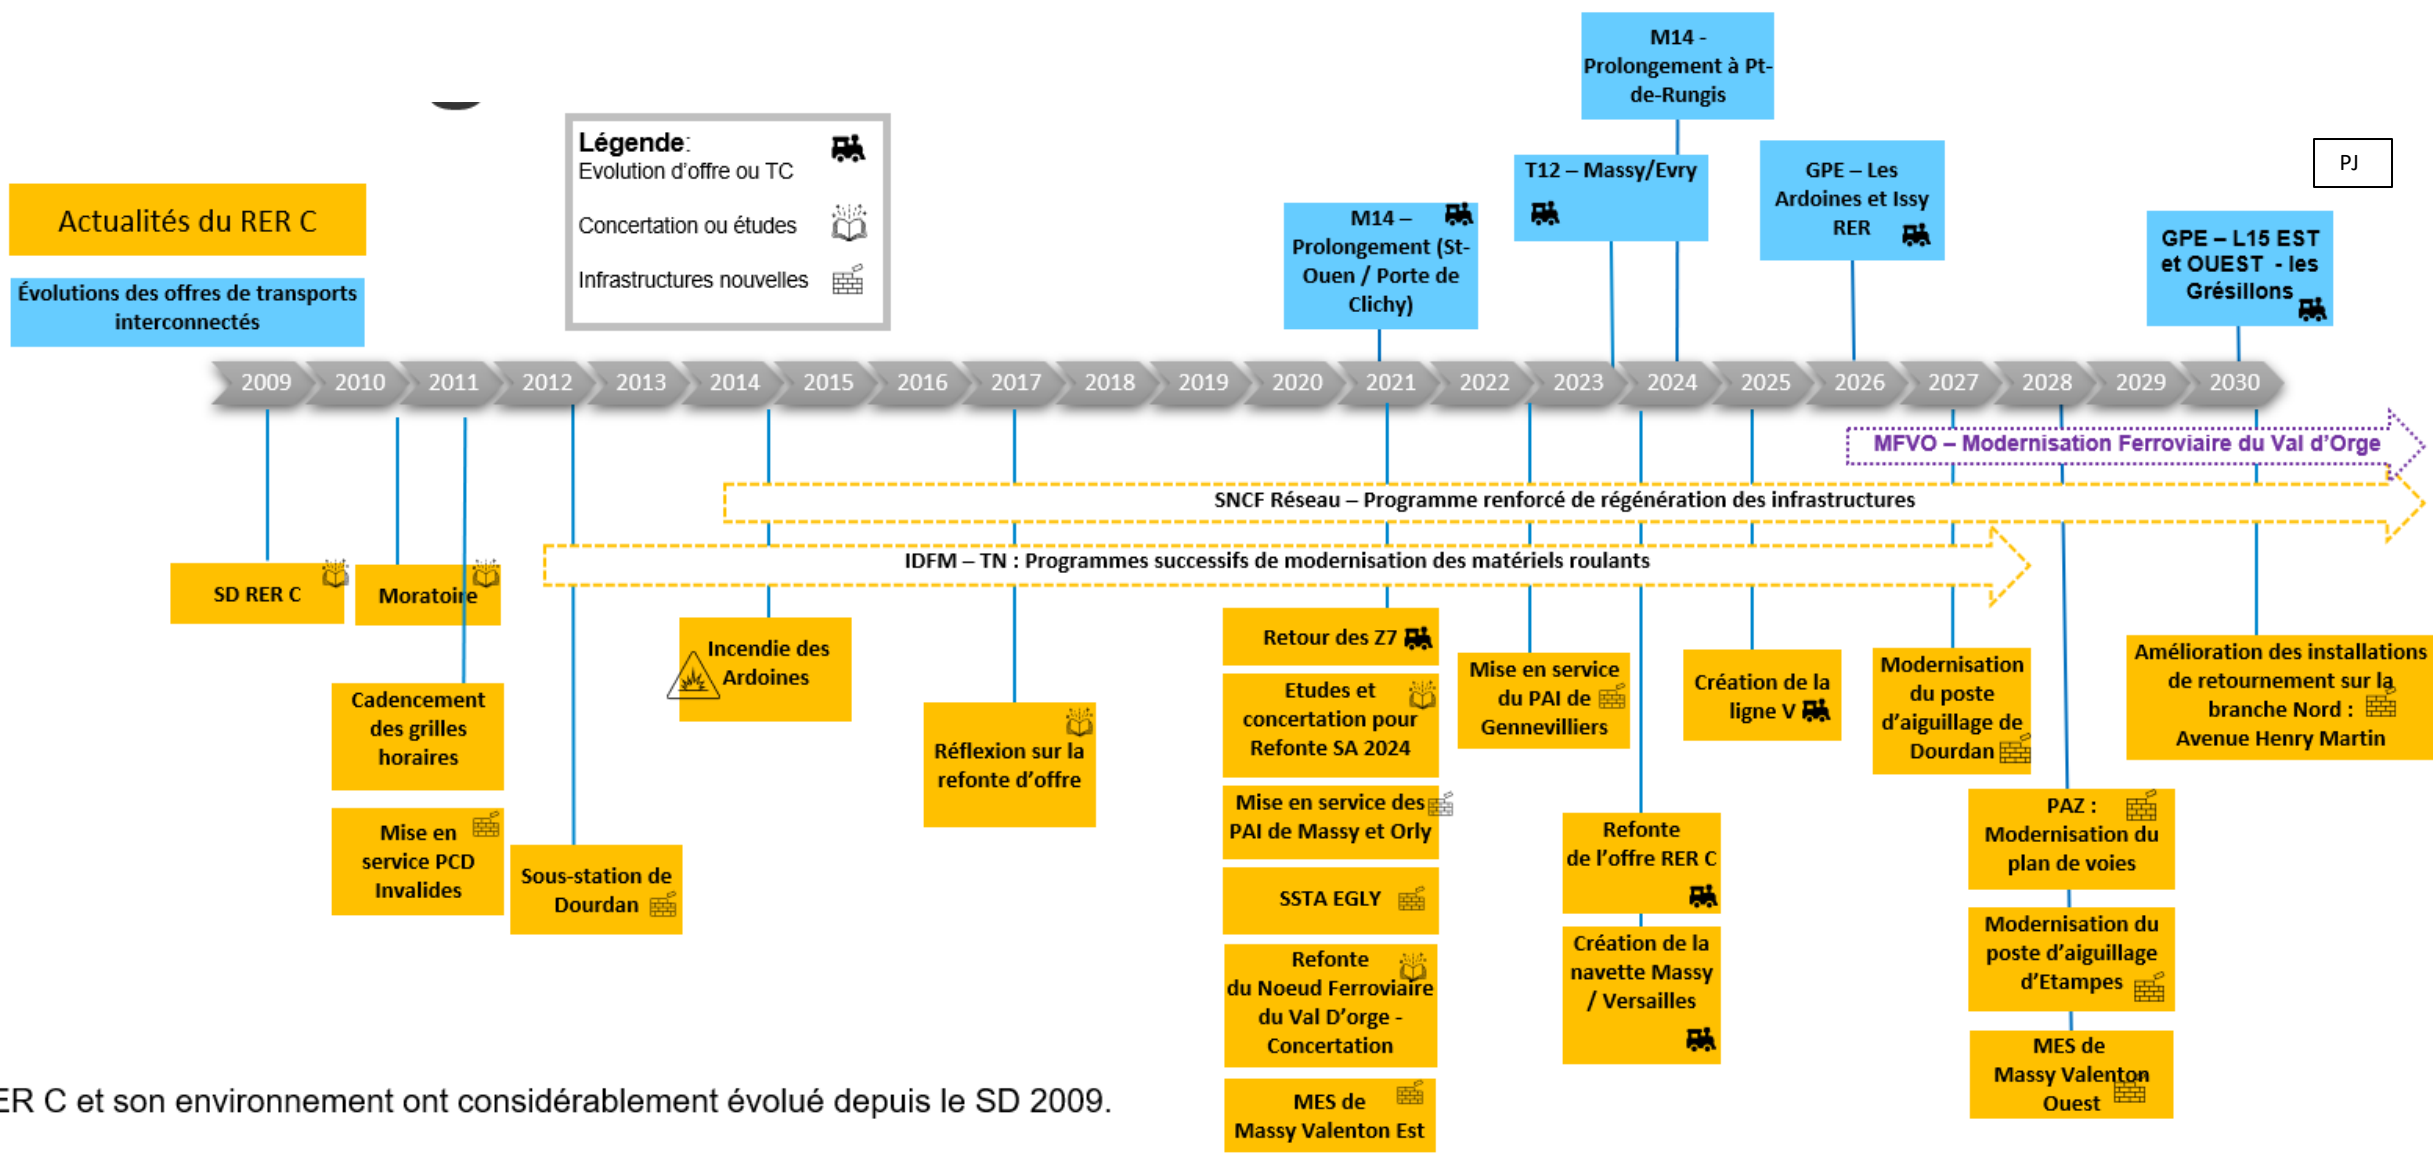 M14 -
Prolongement à Pt-
de-Rungis
Légende:
Evolution d'offre ou TC
Concertation ou études
Infrastructures nouvelles
PJ
Actualités du RER C
Évolutions des offres de transports
interconnectés
M14 –
Prolongement (St-
Ouen / Porte de
Clichy)
T12 – Massy/Evry
GPE – Les
Ardoines et Issy
RER
GPE – L15 EST
et OUEST - les
Grésillons
2009 2010 2011 2012 2013 2014 2015 2016 2017 2018 2019 2020 2021 2022 2023 2024 2025 2026 2027 2028 2029 2030
MFVO – Modernisation Ferroviaire du Val d'Orge
SNCF Réseau – Programme renforcé de régénération des infrastructures
IDFM – TN : Programmes successifs de modernisation des matériels roulants
SD RER C
Moratoire
Cadencement
des grilles
horaires
Mise en
service PCD
Invalides
Sous-station de
Dourdan
Incendie des
Ardoines
Réflexion sur la
refonte d'offre
Retour des Z7
Etudes et
concertation pour
Refonte SA 2024
Mise en service des
PAI de Massy et Orly
SSTA EGLY
Refonte
du Noeud Ferroviaire
du Val D'orge -
Concertation
MES de
Massy Valenton Est
Mise en service
du PAI de
Gennevilliers
Refonte
de l'offre RER C
Création de la
navette Massy
/ Versailles
Création de la
ligne V
Modernisation
du poste
d'aiguillage de
Dourdan
PAZ :
Modernisation du
plan de voies
Modernisation du
poste d'aiguillage
d'Etampes
MES de
Massy Valenton
Ouest
Amélioration des installations
de retournement sur la
branche Nord :
Avenue Henry Martin
ER C et son environnement ont considérablement évolué depuis le SD 2009.